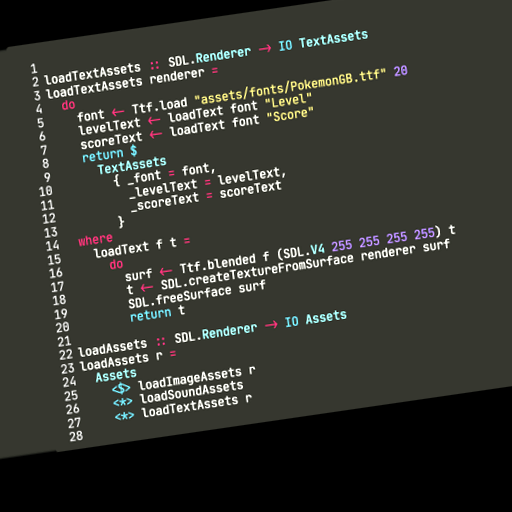 1
2 loadTextAssets :: SDL.Renderer → IO TextAssets
3 loadTextAssets renderer =
4 do
5 font ← Ttf.load "assets/fonts/PokemonGB.ttf" 20
6 levelText ← loadText font "Level"
7 scoreText ← loadText font "Score"
8 return $
9 TextAssets
10 { _font = font,
11 _levelText = levelText,
12 _scoreText = scoreText
13 }
14 where
15 loadText f t =
16 do
17 surf ← Ttf.blended f (SDL.V4 255 255 255 255) t
18 t ← SDL.createTextureFromSurface renderer surf
19 SDL.freeSurface surf
20 return t
21
22 loadAssets :: SDL.Renderer → IO Assets
23 loadAssets r =
24 Assets
25 <$> loadImageAssets r
26 <*> loadSoundAssets
27 <*> loadTextAssets r
28